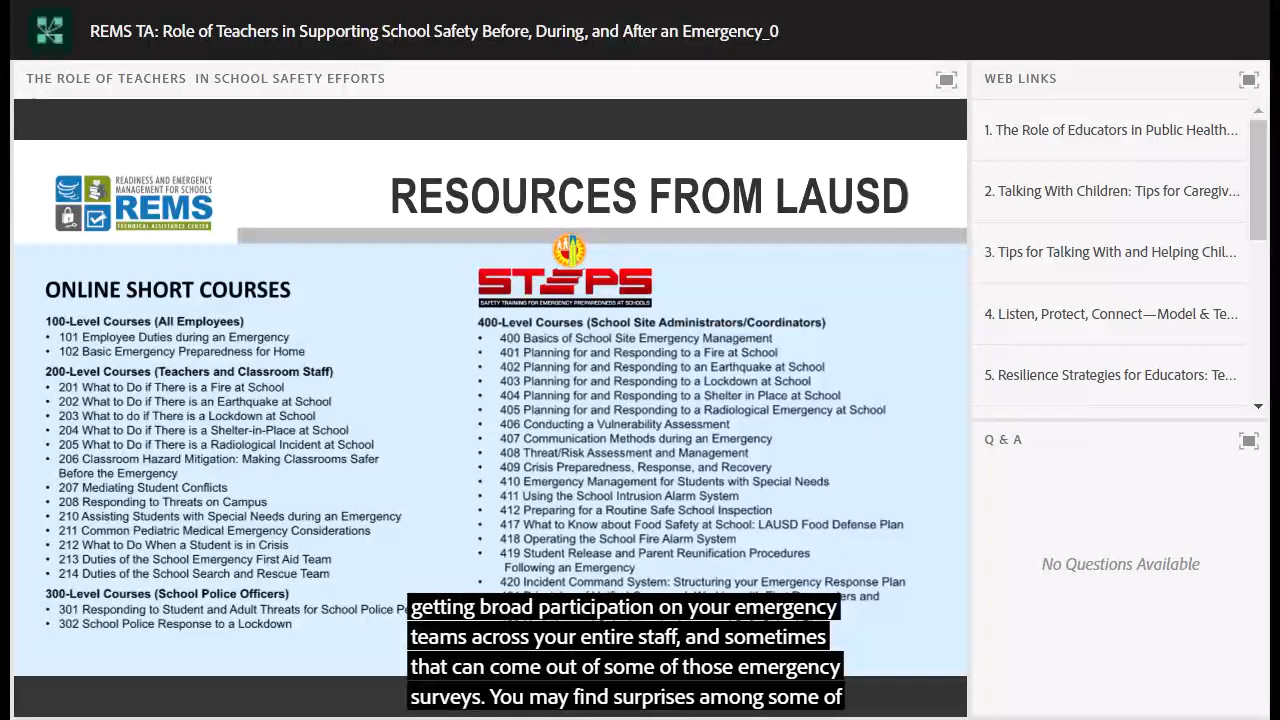 REMS TA: Role of Teachers in Supporting School Safety Before, During, and After an Emergency_0
THE ROLE OF TEACHERS IN SCHOOL SAFETY EFFORTS
READINESS AND EMERGENCY
MANAGEMENT FOR SCHOOLS
REMS
TECHNICAL ASSISTANCE CENTER
RESOURCES FROM LAUSD
ONLINE SHORT COURSES
100-Level Courses (All Employees)
• 101 Employee Duties during an Emergency
• 102 Basic Emergency Preparedness for Home
200-Level Courses (Teachers and Classroom Staff)
• 201 What to Do if There is a Fire at School
• 202 What to Do if There is an Earthquake at School
• 203 What to do if There is a Lockdown at School
• 204 What to Do if There is a Shelter-in-Place at School
• 205 What to Do if There is a Radiological Incident at School
• 206 Classroom Hazard Mitigation: Making Classrooms Safer
Before the Emergency
• 207 Mediating Student Conflicts
• 208 Responding to Threats on Campus
• 210 Assisting Students with Special Needs during an Emergency
• 211 Common Pediatric Medical Emergency Considerations
• 212 What to Do When a Student is in Crisis
• 213 Duties of the School Emergency First Aid Team
• 214 Duties of the School Search and Rescue Team
300-Level Courses (School Police Officers)
• 301 Responding to Student and Adult Threats for School Police
• 302 School Police Response to a Lockdown
STEPS
SAFETY TRAINING FOR EMERGENCY PREPAREDNESS AT SCHOOLS
400-Level Courses (School Site Administrators/Coordinators)
• 400 Basics of School Site Emergency Management
• 401 Planning for and Responding to a Fire at School
• 402 Planning for and Responding to an Earthquake at School
• 403 Planning for and Responding to a Lockdown at School
• 404 Planning for and Responding to a Shelter in Place at School
• 405 Planning for and Responding to a Radiological Emergency at School
• 406 Conducting a Vulnerability Assessment
• 407 Communication Methods during an Emergency
• 408 Threat/Risk Assessment and Management
• 409 Crisis Preparedness, Response, and Recovery
• 410 Emergency Management for Students with Special Needs
• 411 Using the School Intrusion Alarm System
• 412 Preparing for a Routine Safe School Inspection
• 417 What to Know about Food Safety at School: LAUSD Food Defense Plan
• 418 Operating the School Fire Alarm System
• 419 Student Release and Parent Reunification Procedures
Following an Emergency
• 420 Incident Command System: Structuring your Emergency Response Plan
and
getting broad participation on your emergency
teams across your entire staff, and sometimes
that can come out of some of those emergency
surveys. You may find surprises among some of
WEB LINKS
1. The Role of Educators in Public Health...
2. Talking With Children: Tips for Caregiv...
3. Tips for Talking With and Helping Chil...
4. Listen, Protect, Connect—Model & Te...
5. Resilience Strategies for Educators: Te...
Q & A
No Questions Available